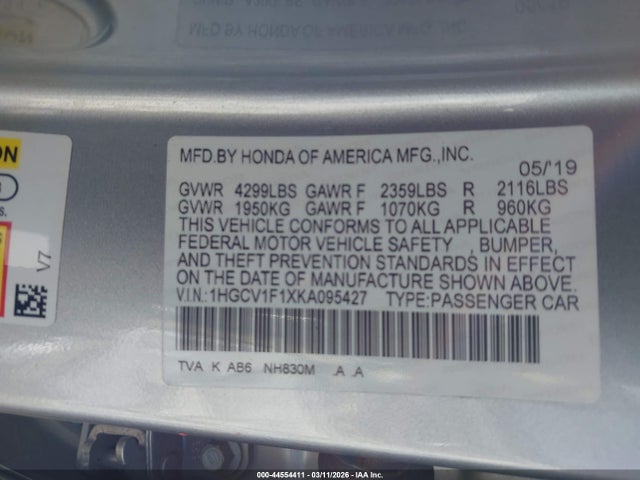 MFD.BY HONDA OF AMERICA MFG.,INC.
05/'19
GVWR 4299LBS GAWR F 2359LBS R 2116LBS
GVWR 1950KG GAWR F 1070KG R 960KG
THIS VEHICLE CONFORMS TO ALL APPLICABLE
FEDERAL MOTOR VEHICLE SAFETY , BUMPER,
AND THEFT PREVENTION STANDARDS IN EFFECT
ON THE DATE OF MANUFACTURE SHOWN ABOVE.
V.I.N.:1HGCV1F1XKA095427 TYPE:PASSENGER CAR
TVA K AB6 NH830M .A .A
V7
000-44554411 - 03/11/2026 - IAA Inc.